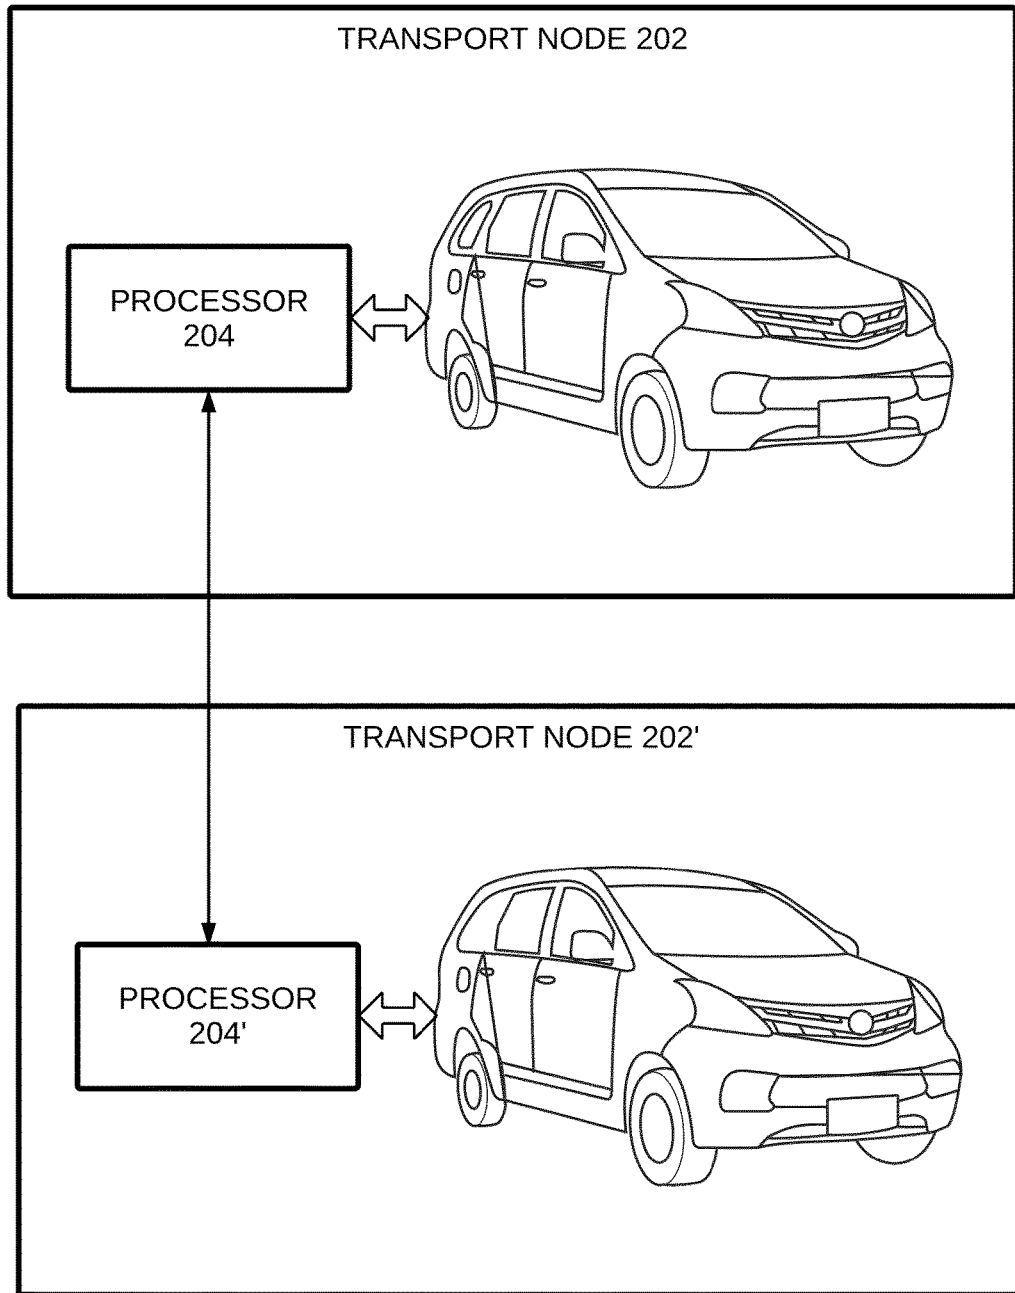 TRANSPORT NODE 202
PROCESSOR
204
TRANSPORT NODE 202'
PROCESSOR
204'